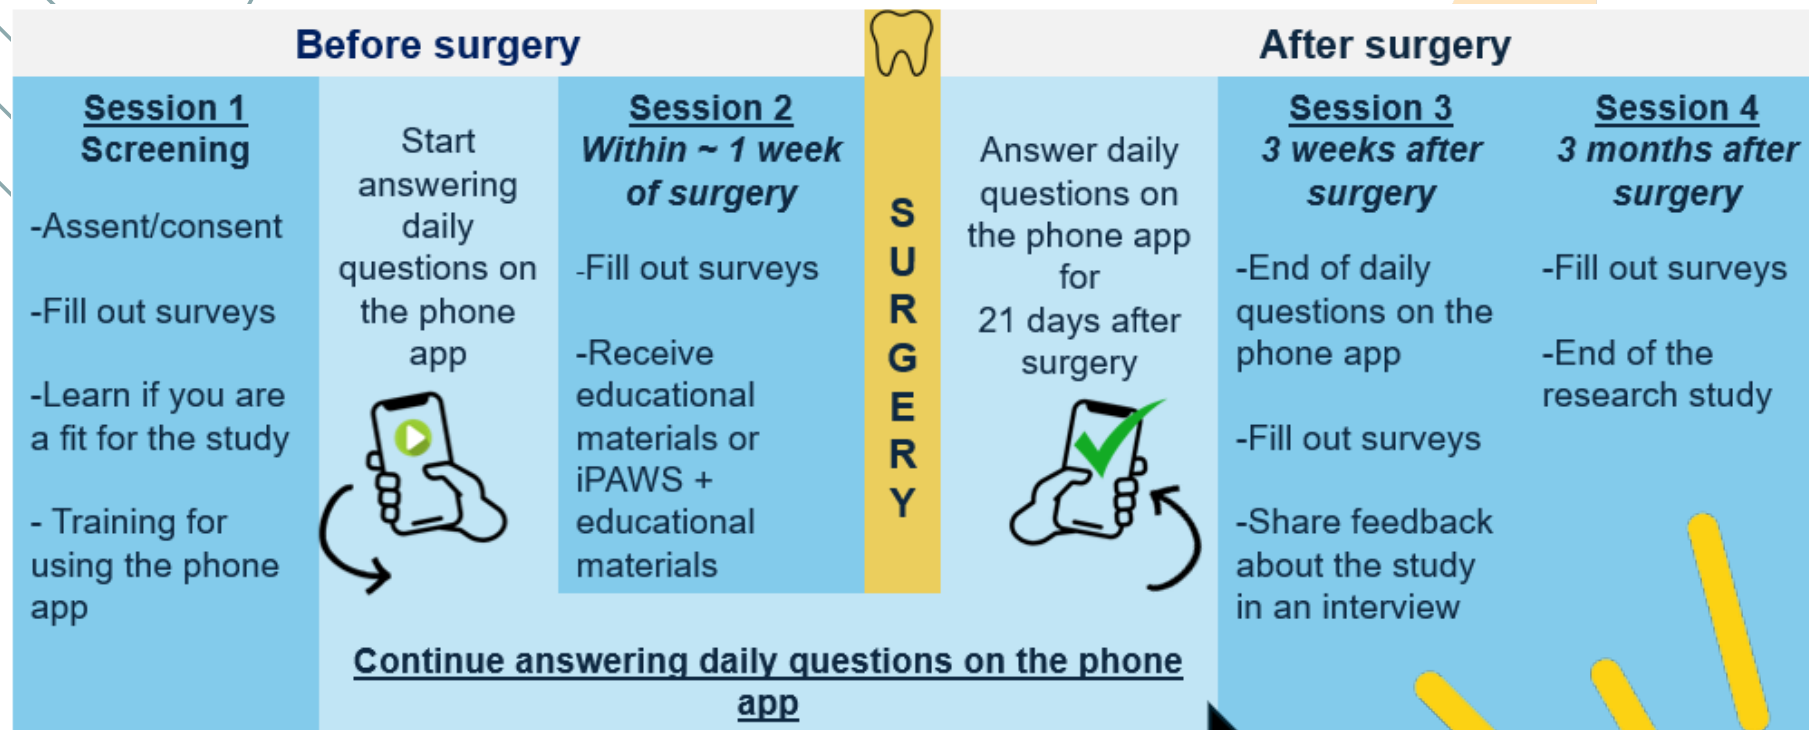 Before surgery
After surgery
Session 1
Screening
-Assent/consent
-Fill out surveys
-Learn if you are
a fit for the study
- Training for
using the phone
app
Start
answering
daily
questions on
the phone
app
Session 2
Within ~ 1 week
of surgery
-Fill out surveys
-Receive
educational
materials or
iPAWS +
educational
materials
SURGERY
Answer daily
questions on
the phone app
for
21 days after
surgery
Continue answering daily questions on the phone
app
Session 3
3 weeks after
surgery
-End of daily
questions on the
phone app
-Fill out surveys
-Share feedback
about the study
in an interview
Session 4
3 months after
surgery
-Fill out surveys
-End of the
research study